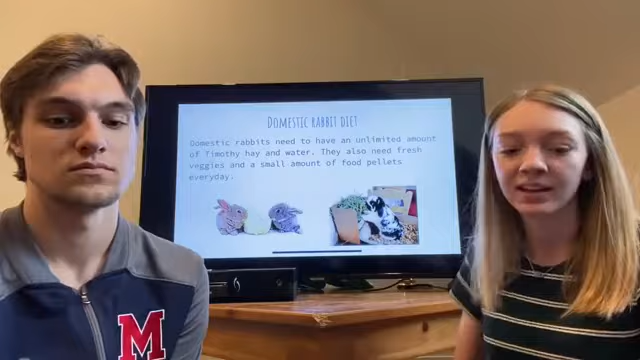 Domestic rabbit diet
Domestic rabbits need to have an unlimited amount
of Timothy hay and water. They also need fresh
veggies and a small amount of food pellets
everyday.
M